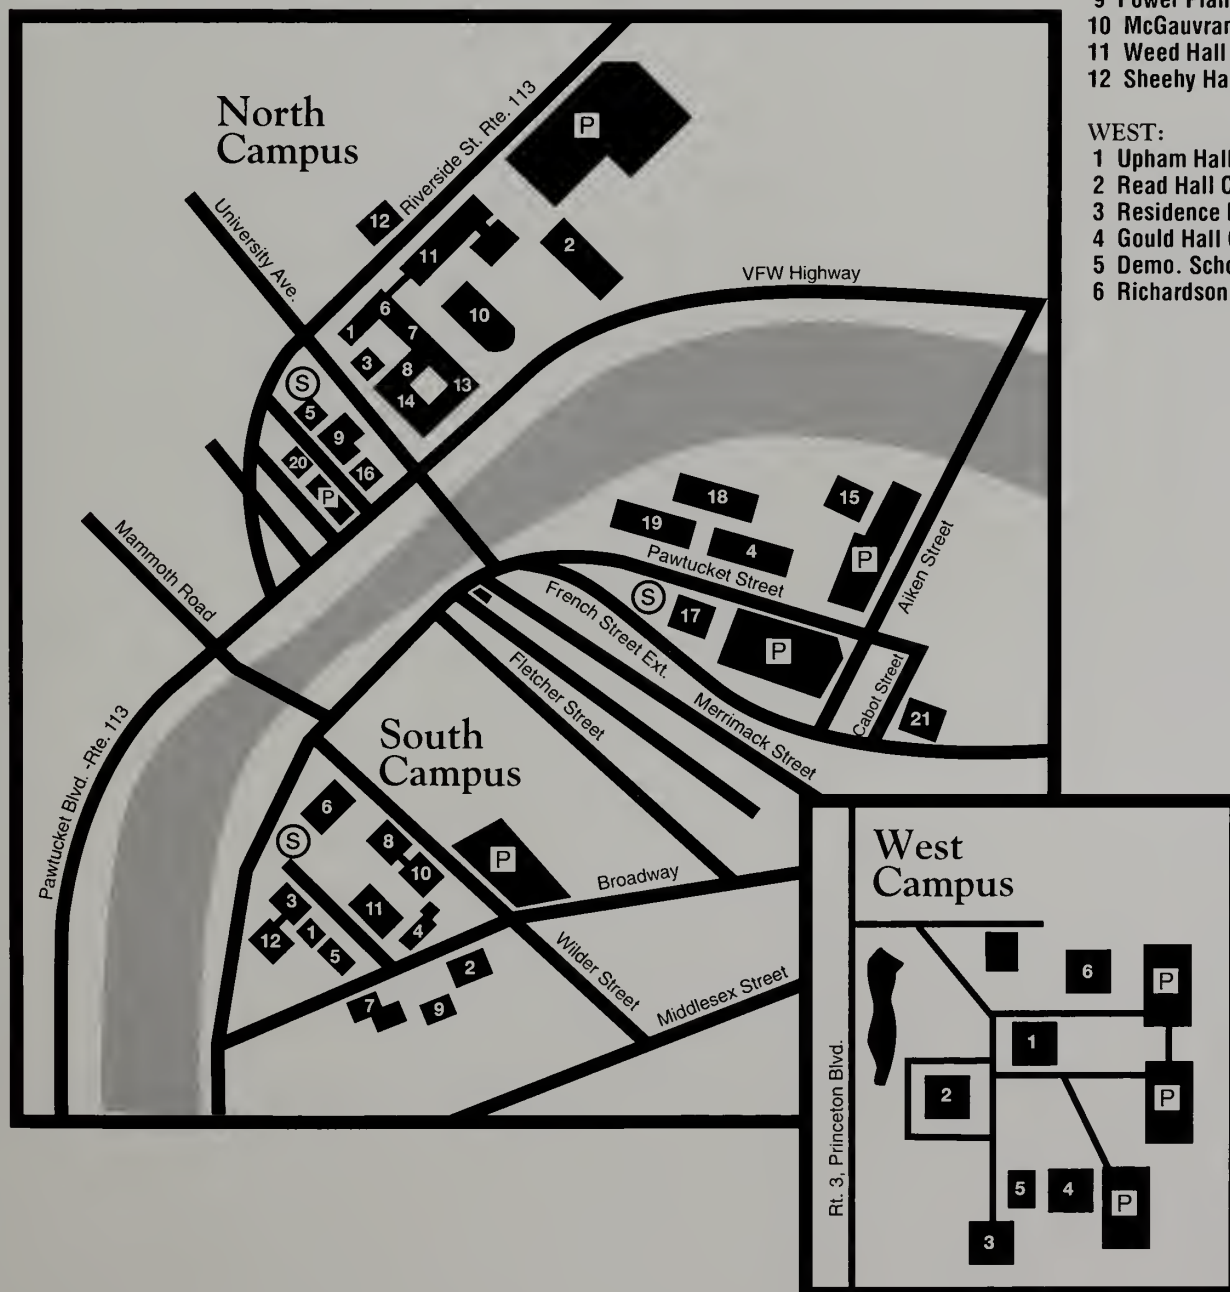 9 Power
10
11 Weed Hall
12 Sheehy
WEST:
1 Upham Hall
2 Read Hall
3 Residence
4 Gould Hall
5 Demo.
6 Richardson
North
Campus
Riverside St. Rte. 113
University Ave.
VFW Highway
P
12
11
2
6
1
7
10
3
8
13
14
S
5
9
20
16
P
Mammoth Road
18
15
19
4
P
Pawtucket Street
Aiken Street
S
17
P
French Street Ext.
Fletcher Street
Merrimack Street
Cabot Street
21
Pawtucket Blvd. -Rte. 113
South
Campus
6
S
8
10
P
Broadway
3
11
12
1
5
4
2
7
9
Wilder Street
Middlesex Street
West
Campus
Rt. 3, Princeton Blvd.
6
P
1
2
P
5
4
P
3